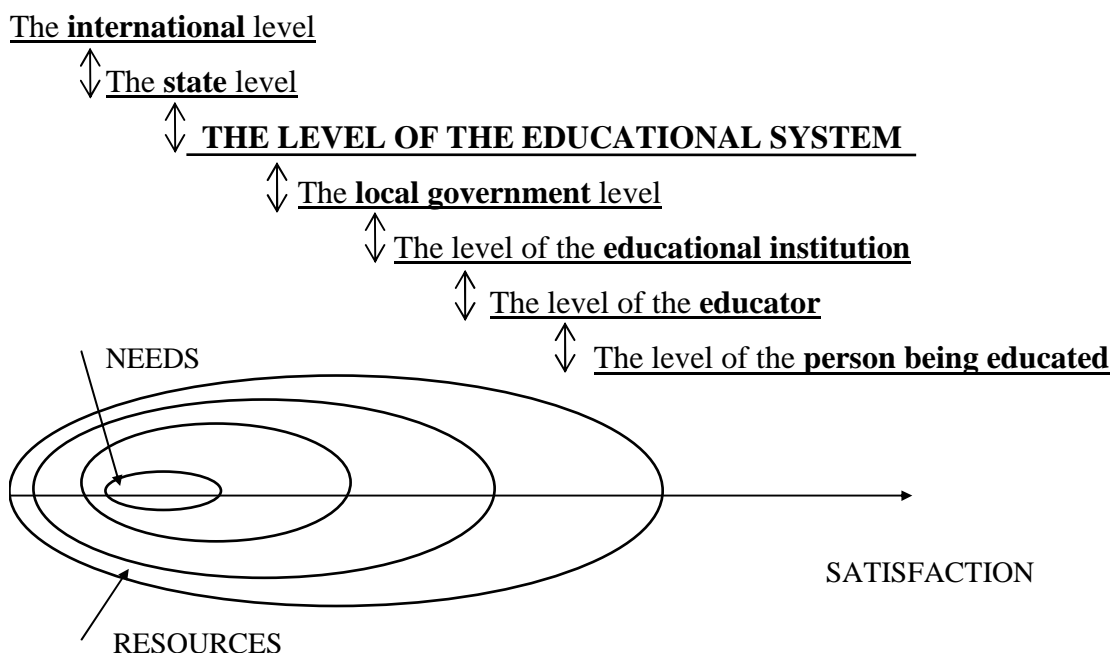 The international level
The state level
THE LEVEL OF THE EDUCATIONAL SYSTEM
The local government level
The level of the educational institution
The level of the educator
The level of the person being educated
NEEDS
SATISFACTION
RESOURCES